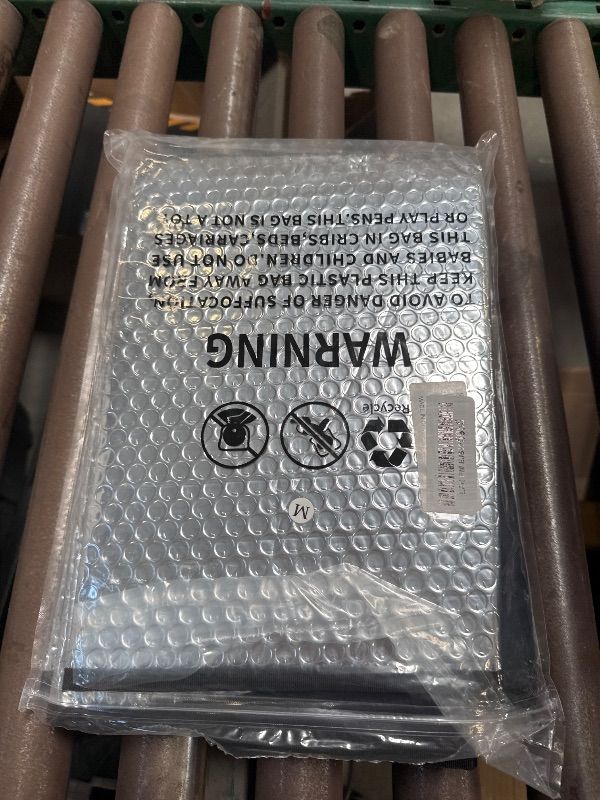 WARNING
TO AVOID DANGER OF SUFFOCATION,
KEEP THIS PLASTIC BAG AWAY FROM
BABIES AND CHILDREN. DO NOT USE
THIS BAG IN CRIBS,BEDS,CARRIAGES
OR PLAY PENS.THIS BAG IS NOT A TO
Recycle
M